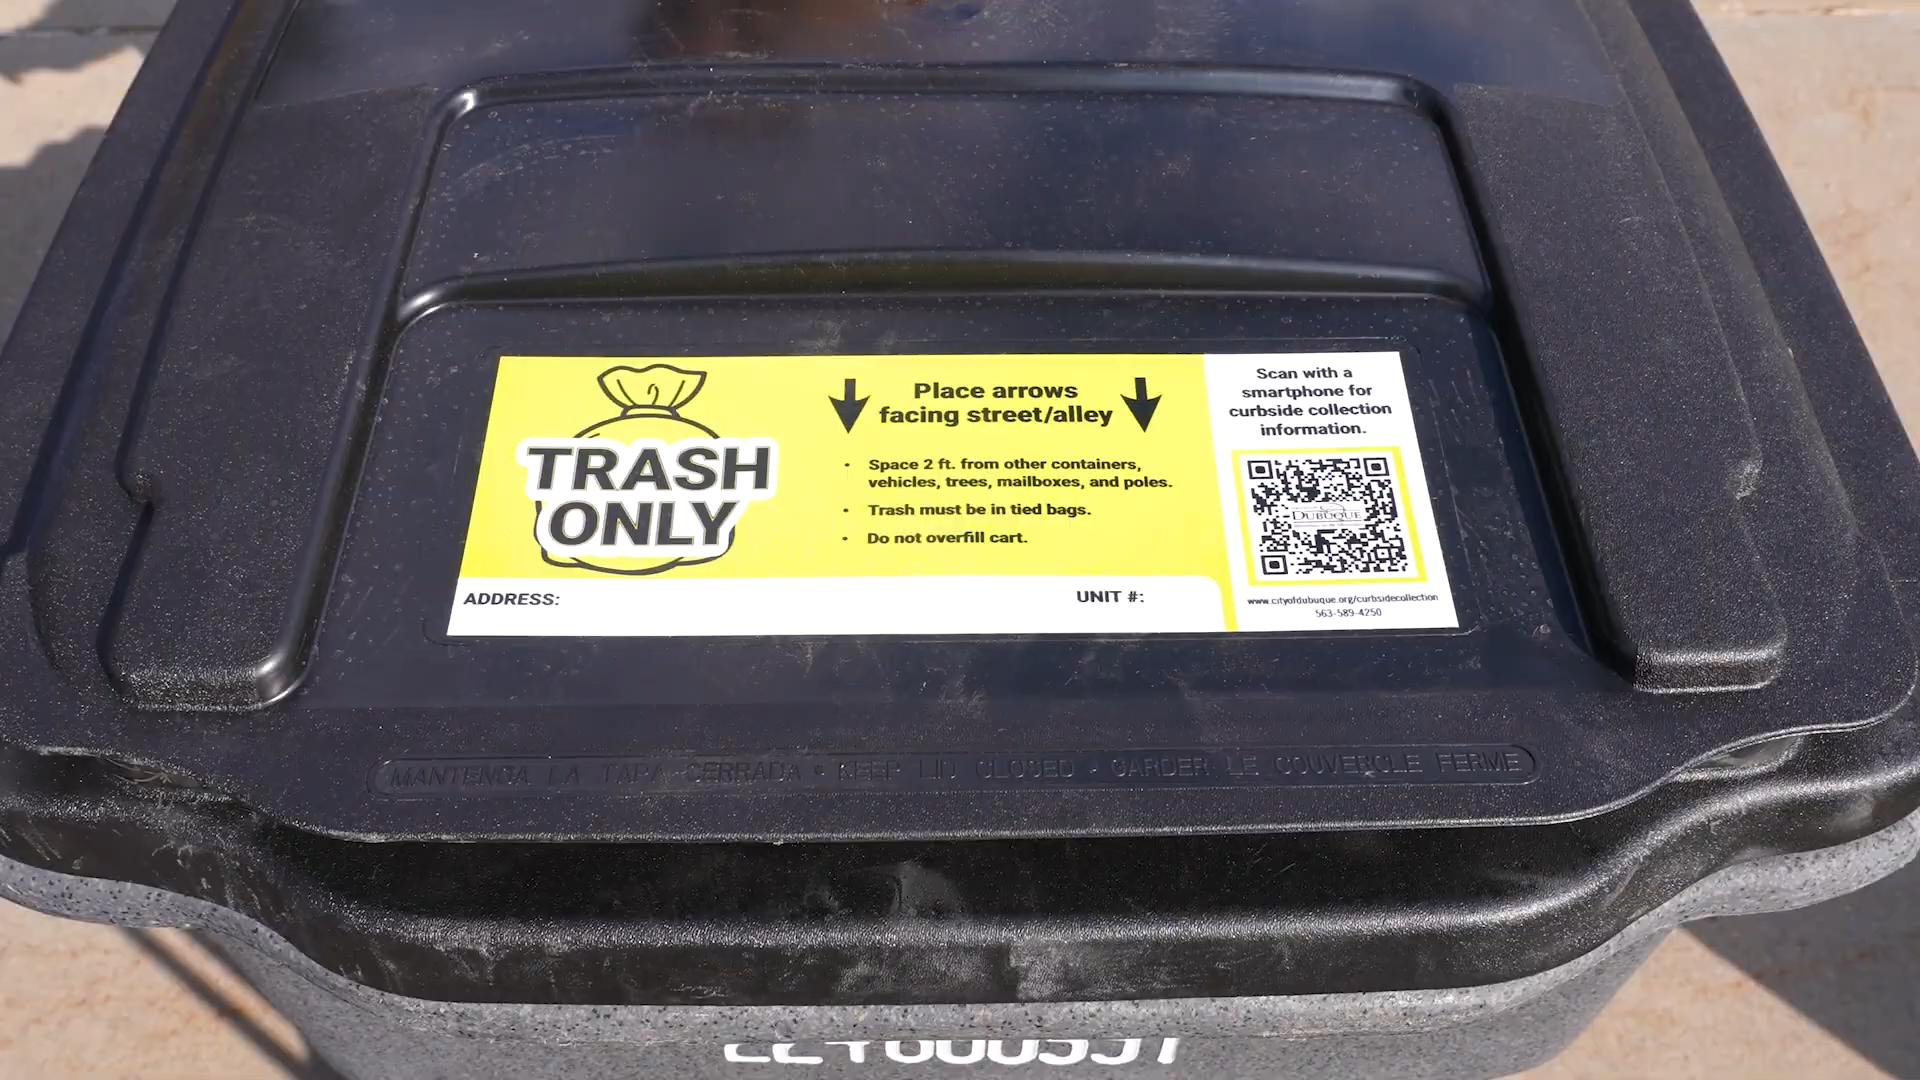 TRASH
ONLY
Place arrows
facing street/alley
• Space 2 ft. from other containers,
vehicles, trees, mailboxes, and poles.
• Trash must be in tied bags.
• Do not overfill cart.
ADDRESS:
UNIT #:
Scan with a
smartphone for
curbside collection
information.
DUBUQUE
www.cityofdubuque.org/curbsidecollection
563-589-4250
MANTENGA LA TAPA CERRADA • KEEP LID CLOSED • GARDER LE COUVERCLE FERME